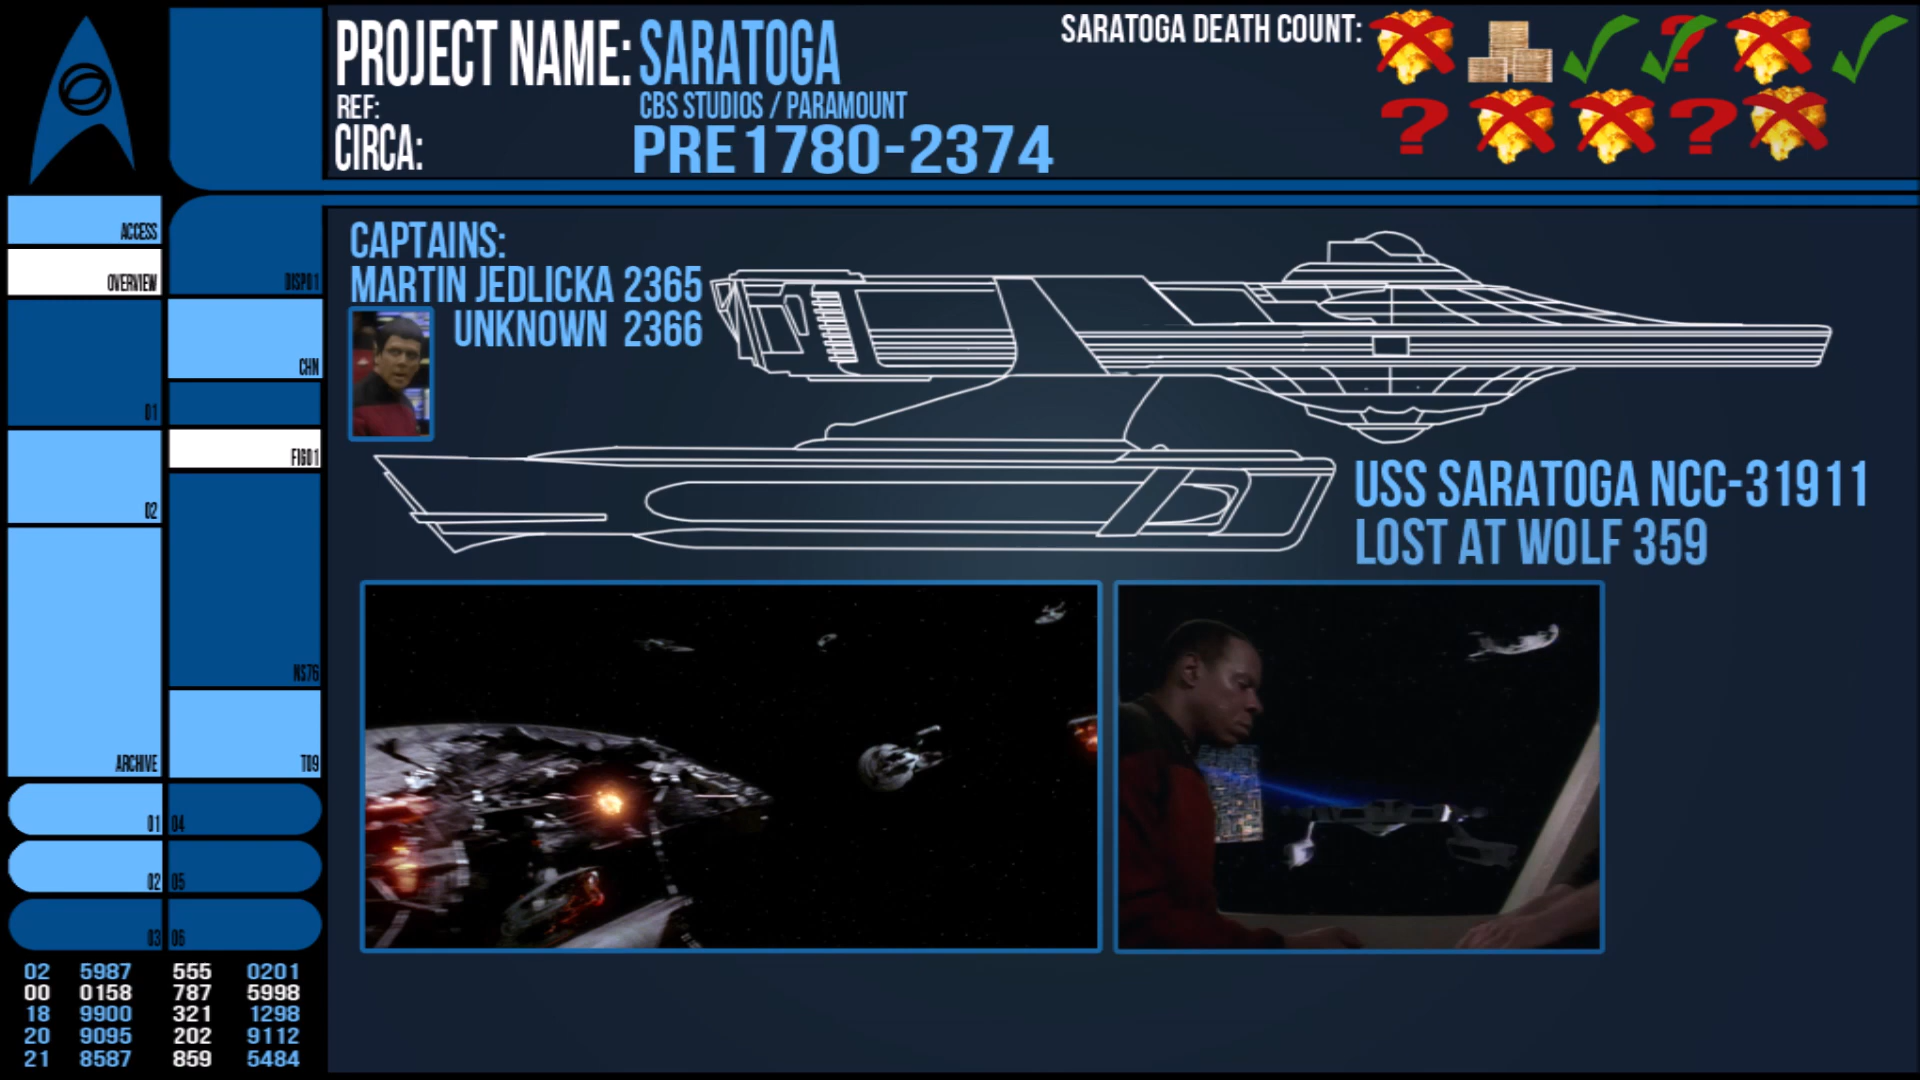 PROJECT NAME: SARATOGA
REF: CBS STUDIOS / PARAMOUNT
CIRCA: PRE1780-2374
SARATOGA DEATH COUNT:
? 
? ?
ACCESS
OVERVIEW
01
02
ARCHIVE
DISP01
CHN
FIG01
NS76
T09
01 04
02 05
03 06
02 5987 555 0201
00 0158 787 5998
18 9900 321 1298
20 9095 202 9112
21 8587 859 5484
CAPTAINS:
MARTIN JEDLICKA 2365
UNKNOWN 2366
USS SARATOGA NCC-31911
LOST AT WOLF 359